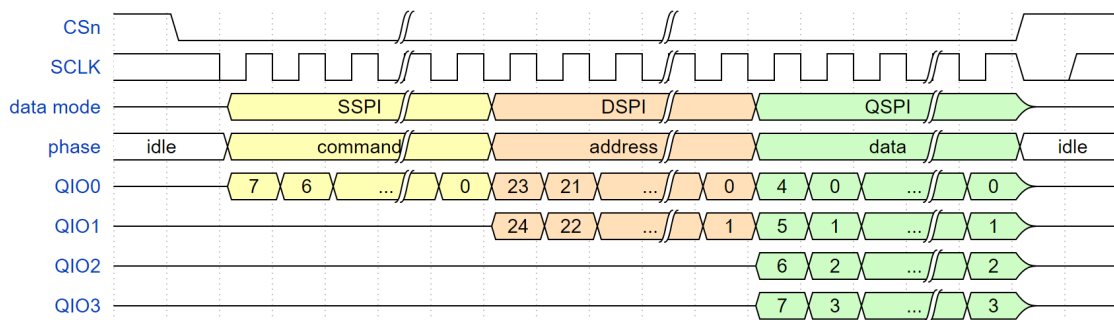 CSn
SCLK
data mode SSPI DSPI QSPI
phase idle command address data idle
QIO0 7 6 ... 0 23 21 ... 0 4 0 ... 0
QIO1 24 22 ... 1 5 1 ... 1
QIO2 6 2 ... 2
QIO3 7 3 ... 3